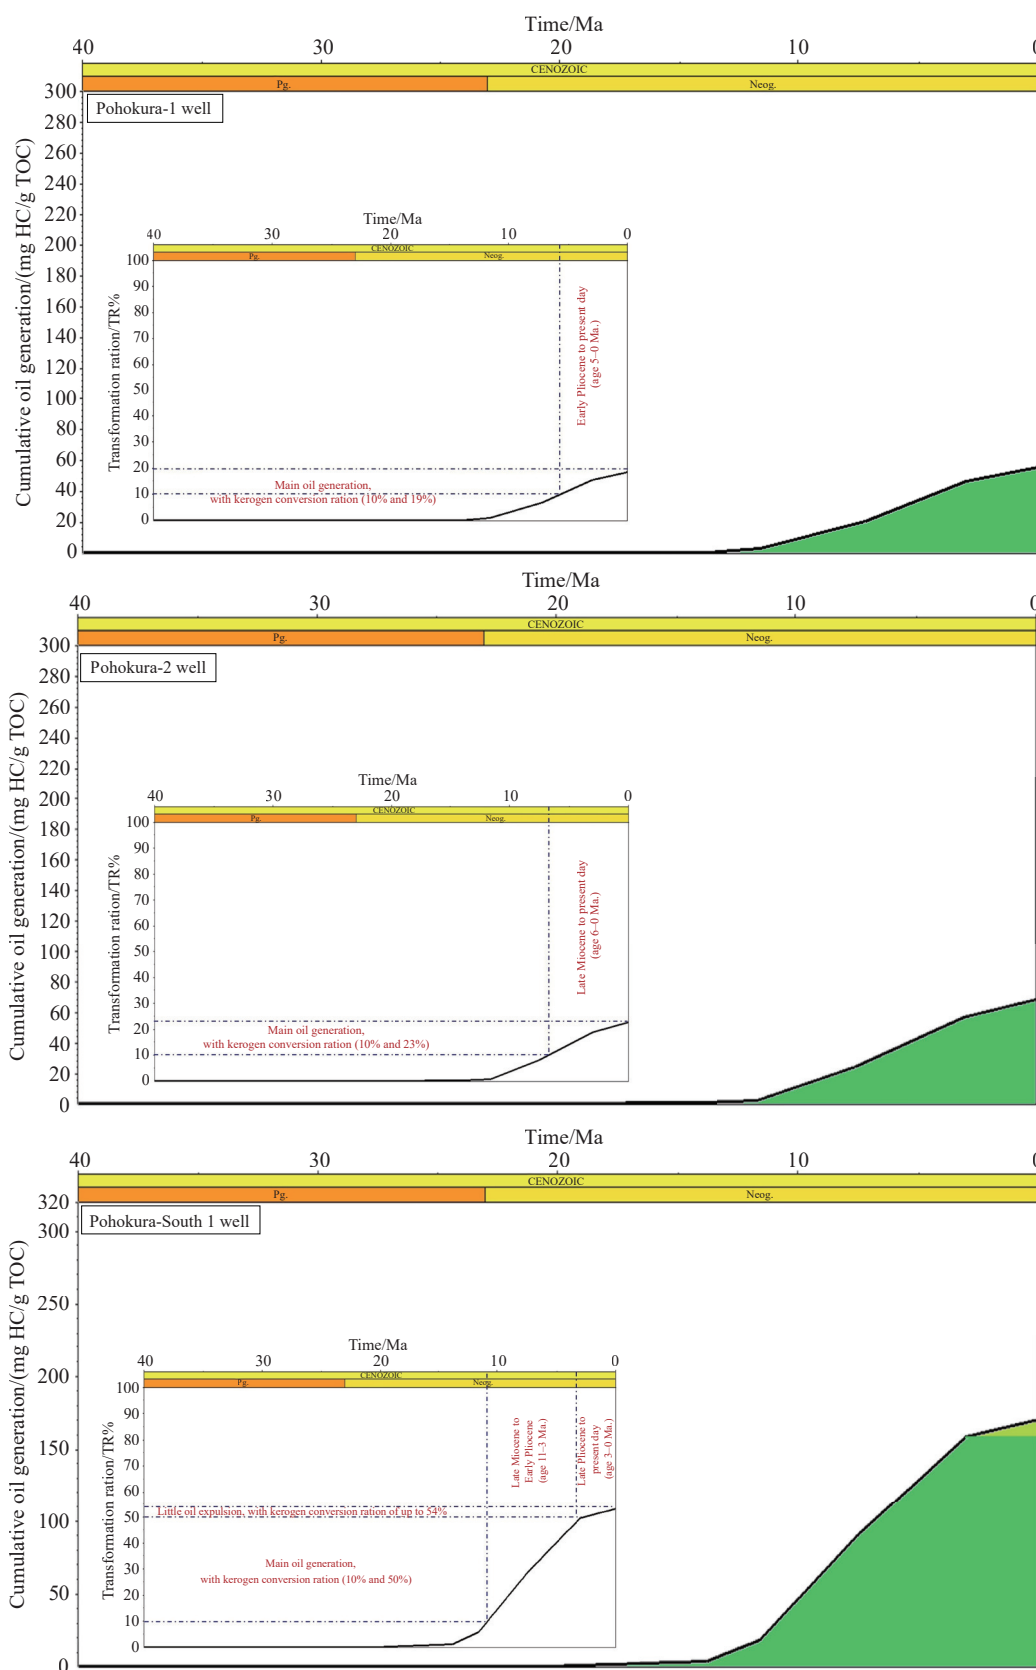 Time/Ma
40 30 20 10 0
CENOZOIC
Pg. Neog.
Pohokura-1 well
Cumulative oil generation/(mg HC/g TOC)
300
280
260
240
220
200
180
160
140
120
100
80
60
40
20
0
Time/Ma
40 30 20 10 0
CENOZOIC
Pg. Neog.
Transformation ration/TR%
100
90
80
70
60
50
40
30
20
10
0
Early Pliocene to present day
(age 5–0 Ma.)
Main oil generation,
with kerogen conversion ration (10% and 19%)
Time/Ma
40 30 20 10 0
CENOZOIC
Pg. Neog.
Pohokura-2 well
Cumulative oil generation/(mg HC/g TOC)
300
280
260
240
220
200
180
160
140
120
100
80
60
40
20
0
Time/Ma
40 30 20 10 0
CENOZOIC
Pg. Neog.
Transformation ration/TR%
100
90
80
70
60
50
40
30
20
10
0
Late Miocene to present day
(age 6–0 Ma.)
Main oil generation,
with kerogen conversion ration (10% and 23%)
Time/Ma
40 30 20 10 0
CENOZOIC
Pg. Neog.
Pohokura-South 1 well
Cumulative oil generation/(mg HC/g TOC)
320
300
250
200
150
100
50
0
Time/Ma
40 30 20 10 0
CENOZOIC
Pg. Neog.
Transformation ration/TR%
100
90
80
70
60
50
40
30
20
10
0
Late Miocene to
Early Pliocene
(age 11–3 Ma.)
Late Pliocene to
present day
(age 3–0 Ma.)
Little oil expulsion, with kerogen conversion ration of up to 54%
Main oil generation,
with kerogen conversion ration (10% and 50%)